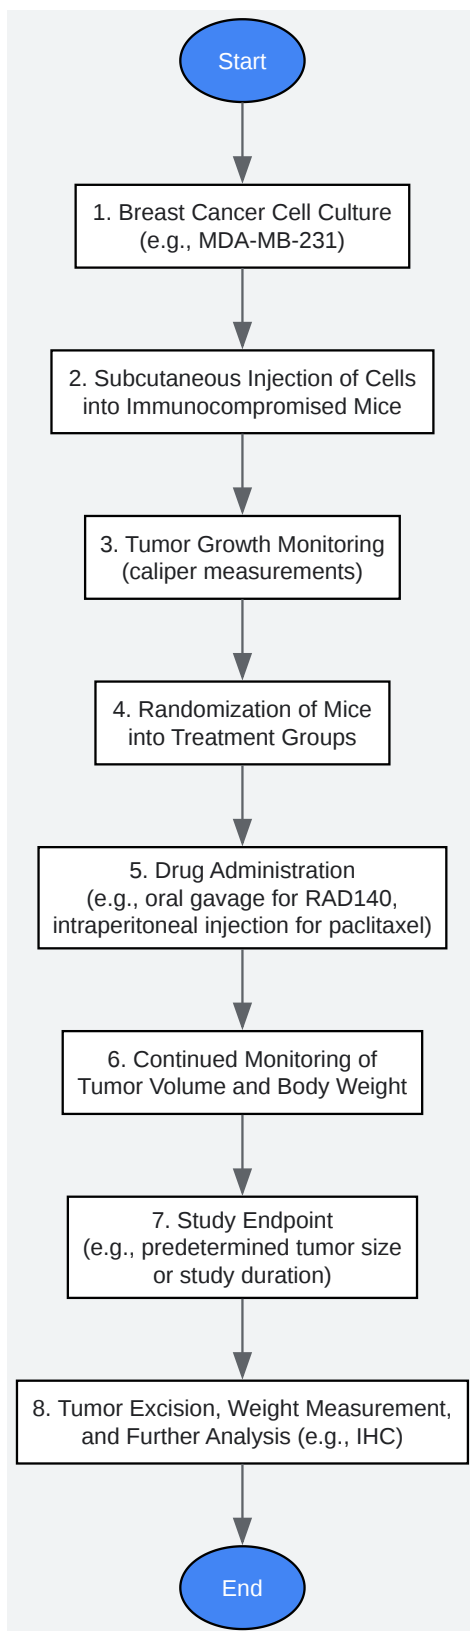 Start
1. Breast Cancer Cell Culture
(e.g., MDA-MB-231)
2. Subcutaneous Injection of Cells
into Immunocompromised Mice
3. Tumor Growth Monitoring
(caliper measurements)
4. Randomization of Mice
into Treatment Groups
5. Drug Administration
(e.g., oral gavage for RAD140,
intraperitoneal injection for paclitaxel)
6. Continued Monitoring of
Tumor Volume and Body Weight
7. Study Endpoint
(e.g., predetermined tumor size
or study duration)
8. Tumor Excision, Weight Measurement,
and Further Analysis (e.g., IHC)
End